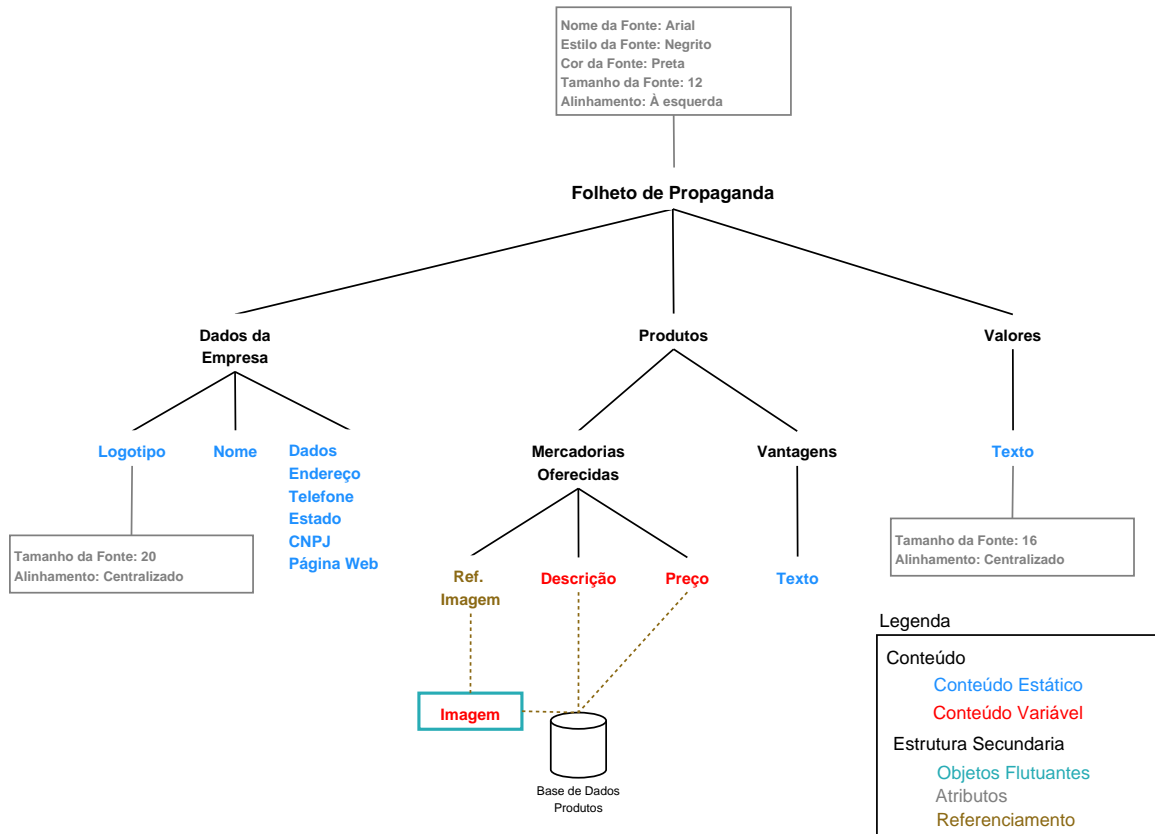 Nome da Fonte: Arial
Estilo da Fonte: Negrito
Cor da Fonte: Preta
Tamanho da Fonte: 12
Alinhamento: À esquerda
Folheto de Propaganda
Dados da
Empresa
Produtos
Valores
Logotipo
Nome
Dados
Endereço
Telefone
Estado
CNPJ
Página Web
Mercadorias
Oferecidas
Vantagens
Texto
Tamanho da Fonte: 20
Alinhamento: Centralizado
Tamanho da Fonte: 16
Alinhamento: Centralizado
Ref.
Imagem
Descrição
Preço
Texto
Imagem
Base de Dados
Produtos
Legenda
Conteúdo
Conteúdo Estático
Conteúdo Variável
Estrutura Secundaria
Objetos Flutuantes
Atributos
Referenciamento